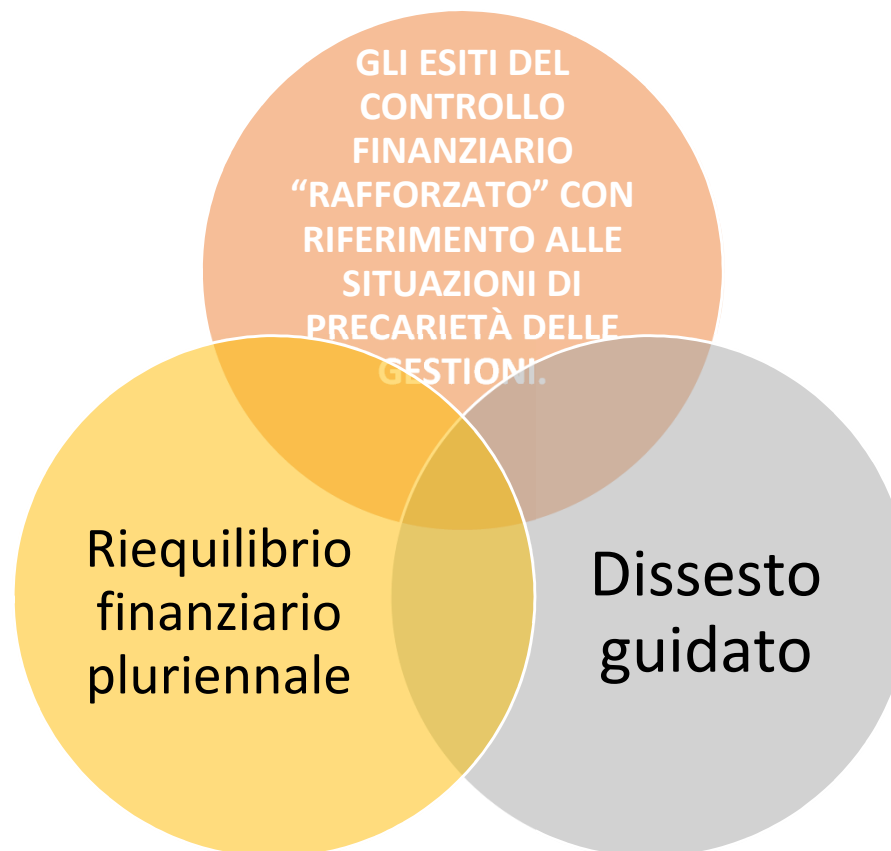 GLI ESITI DEL
CONTROLLO
FINANZIARIO
“RAFFORZATO” CON
RIFERIMENTO ALLE
SITUAZIONI DI
PRECARIETÀ DELLE
GESTIONI.
Riequilibrio
finanziario
pluriennale
Dissesto
guidato